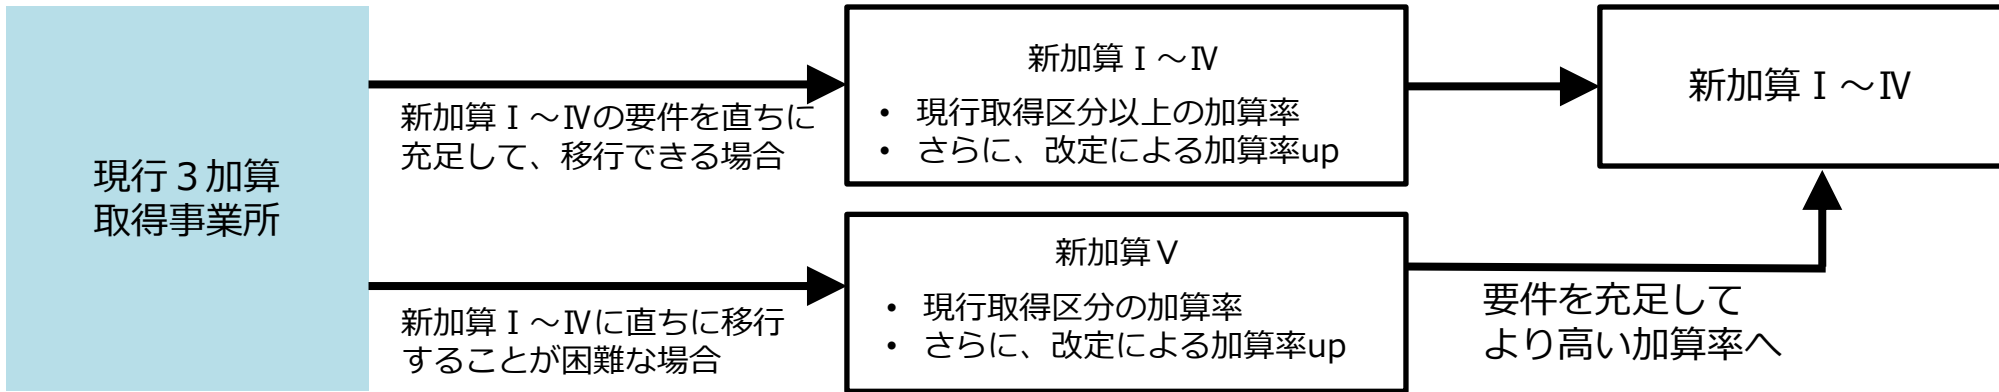 現行３加算
取得事業所
新加算Ⅰ～Ⅳの要件を直ちに
充足して、移行できる場合
新加算Ⅰ～Ⅳ
• 現行取得区分以上の加算率
• さらに、改定による加算率up
新加算Ⅰ～Ⅳ
新加算Ⅰ～Ⅳに直ちに移行
することが困難な場合
新加算Ⅴ
• 現行取得区分の加算率
• さらに、改定による加算率up
要件を充足して
より高い加算率へ